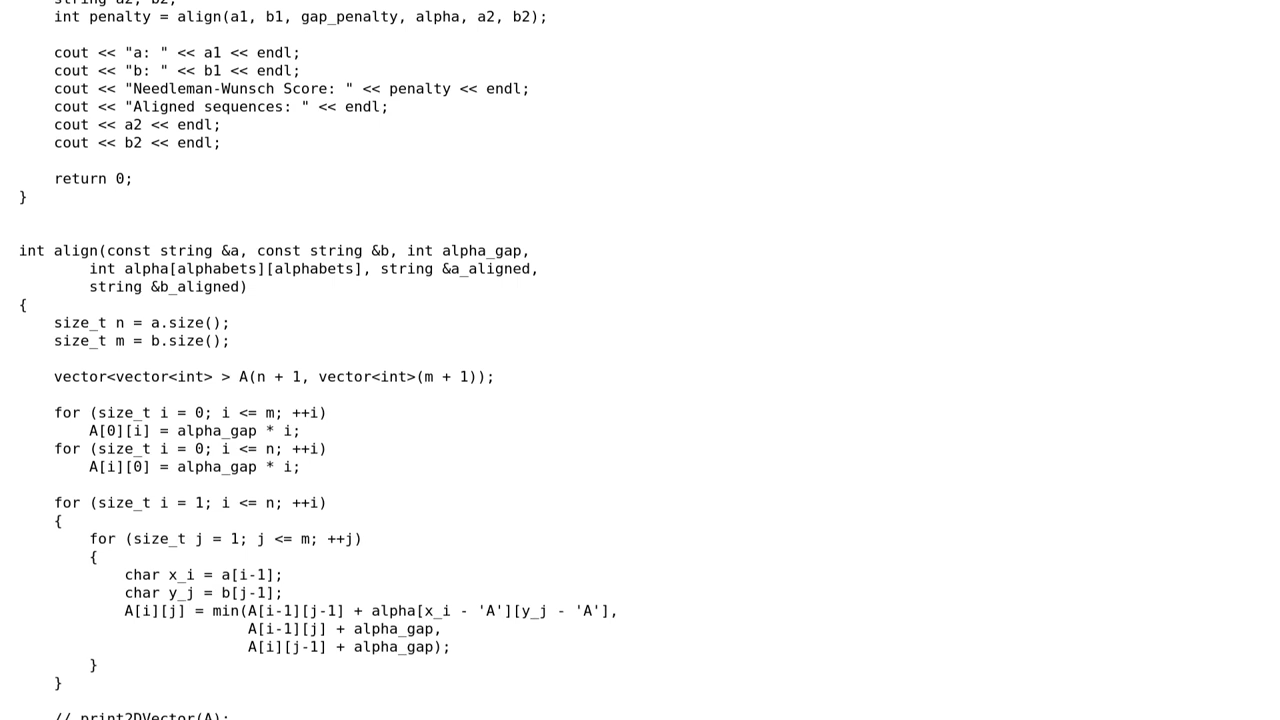 string a2, b2;
    int penalty = align(a1, b1, gap_penalty, alpha, a2, b2);

    cout << "a: " << a1 << endl;
    cout << "b: " << b1 << endl;
    cout << "Needleman-Wunsch Score: " << penalty << endl;
    cout << "Aligned sequences: " << endl;
    cout << a2 << endl;
    cout << b2 << endl;

    return 0;
}


int align(const string &a, const string &b, int alpha_gap,
        int alpha[alphabets][alphabets], string &a_aligned,
        string &b_aligned)
{
    size_t n = a.size();
    size_t m = b.size();

    vector<vector<int> > A(n + 1, vector<int>(m + 1));

    for (size_t i = 0; i <= m; ++i)
        A[0][i] = alpha_gap * i;
    for (size_t i = 0; i <= n; ++i)
        A[i][0] = alpha_gap * i;

    for (size_t i = 1; i <= n; ++i)
    {
        for (size_t j = 1; j <= m; ++j)
        {
            char x_i = a[i-1];
            char y_j = b[j-1];
            A[i][j] = min(A[i-1][j-1] + alpha[x_i - 'A'][y_j - 'A'],
                          A[i-1][j] + alpha_gap,
                          A[i][j-1] + alpha_gap);
        }
    }

    // print2DVector(A);